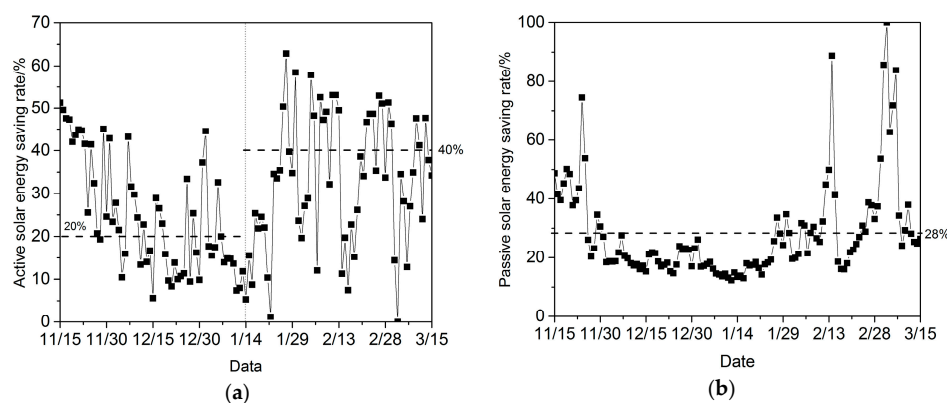 70
60
50
40
30
20
10
0
Active solar energy saving rate/%
20%
40%
11/15 11/30 12/15 12/30 1/14 1/29 2/13 2/28 3/15
Data
(a)
100
80
60
40
20
0
Passive solar energy saving rate/%
28%
11/15 11/30 12/15 12/30 1/14 1/29 2/13 2/28 3/15
Date
(b)